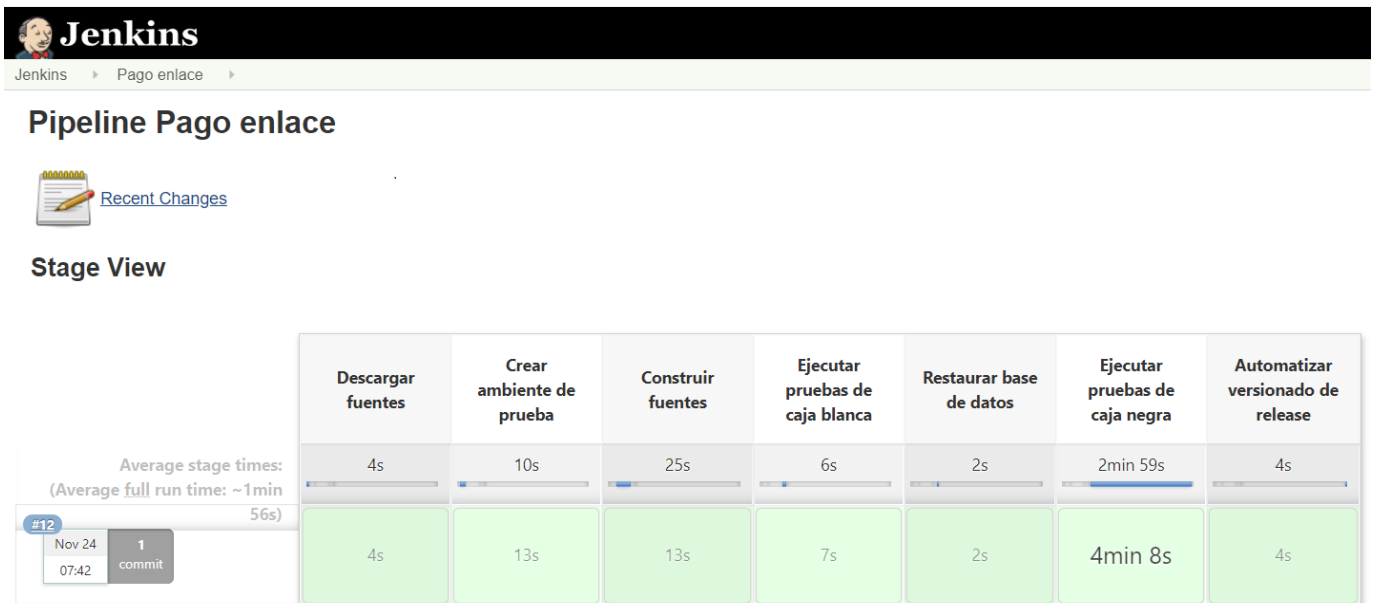 Jenkins
Jenkins Pago enlace
Pipeline Pago enlace
Recent Changes
Stage View
Descargar
fuentes
Crear
ambiente de
prueba
Construir
fuentes
Ejecutar
pruebas de
caja blanca
Restaurar base
de datos
Ejecutar
pruebas de
caja negra
Automatizar
versionado de
release
Average stage times:
(Average full run time: ~1min
56s)
4s 10s 25s 6s 2s 2min 59s 4s
#12
Nov 24
07:42
1
commit
4s 13s 13s 7s 2s 4min 8s 4s